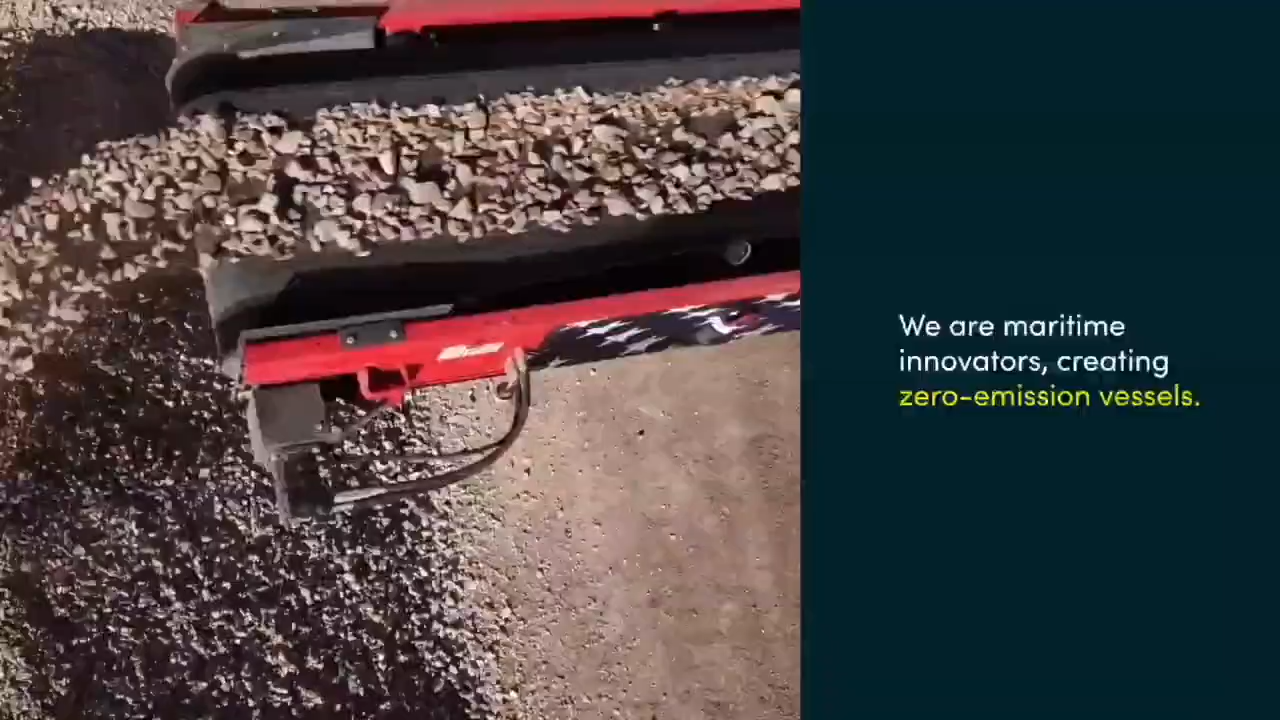 We are maritime
innovators, creating
zero-emission vessels.